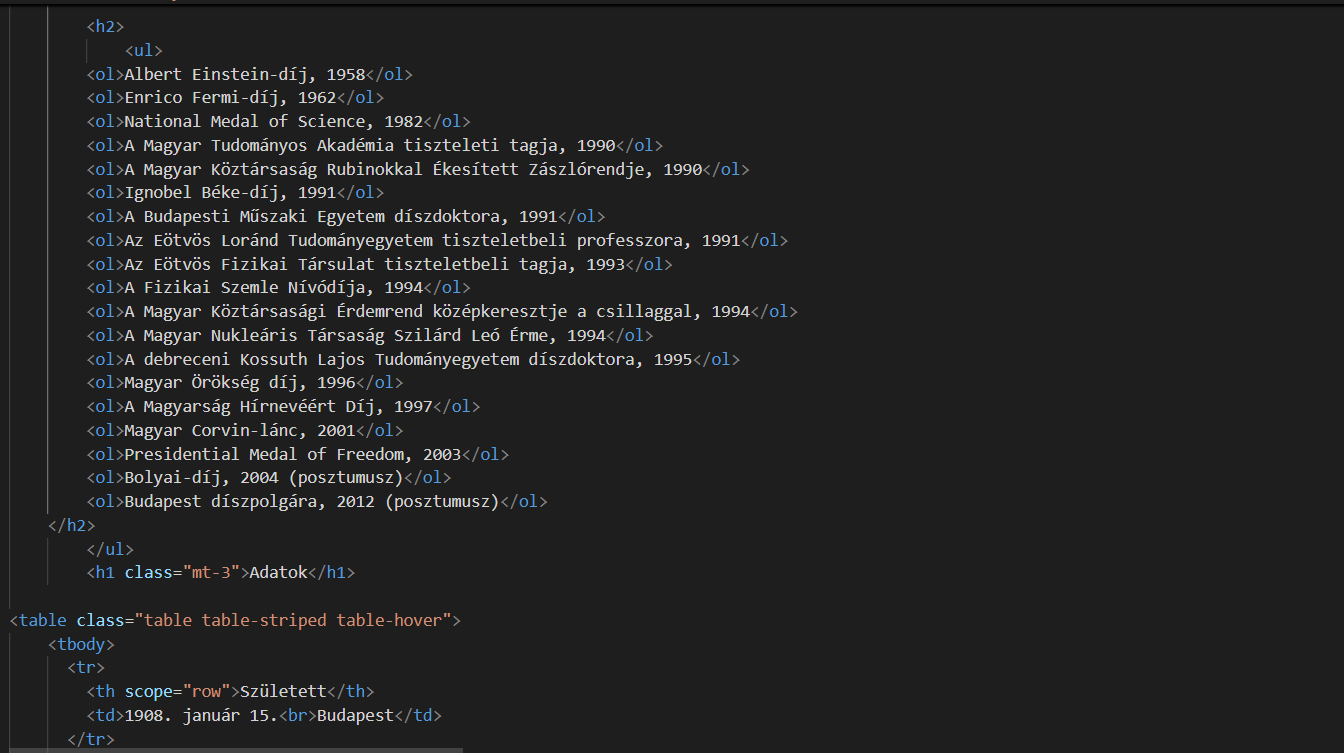 <h2>
<ul>
<ol>Albert Einstein-díj, 1958</ol>
<ol>Enrico Fermi-díj, 1962</ol>
<ol>National Medal of Science, 1982</ol>
<ol>A Magyar Tudományos Akadémia tiszteleti tagja, 1990</ol>
<ol>A Magyar Köztársaság Rubinokkal Ékesített Zászlórendje, 1990</ol>
<ol>Ignobel Béke-díj, 1991</ol>
<ol>A Budapesti Műszaki Egyetem díszdoktora, 1991</ol>
<ol>Az Eötvös Loránd Tudományegyetem tiszteletbeli professzora, 1991</ol>
<ol>Az Eötvös Fizikai Társulat tiszteletbeli tagja, 1993</ol>
<ol>A Fizikai Szemle Nívódíja, 1994</ol>
<ol>A Magyar Köztársasági Érdemrend középkeresztje a csillaggal, 1994</ol>
<ol>A Magyar Nukleáris Társaság Szilárd Leó Érme, 1994</ol>
<ol>A debreceni Kossuth Lajos Tudományegyetem díszdoktora, 1995</ol>
<ol>Magyar Örökség díj, 1996</ol>
<ol>A Magyarság Hírnevéért Díj, 1997</ol>
<ol>Magyar Corvin-lánc, 2001</ol>
<ol>Presidential Medal of Freedom, 2003</ol>
<ol>Bolyai-díj, 2004 (posztumusz)</ol>
<ol>Budapest díszpolgára, 2012 (posztumusz)</ol>
</h2>
</ul>
<h1 class="mt-3">Adatok</h1>
<table class="table table-striped table-hover">
<tbody>
<tr>
<th scope="row">Született</th>
<td>1908. január 15.<br>Budapest</td>
</tr>